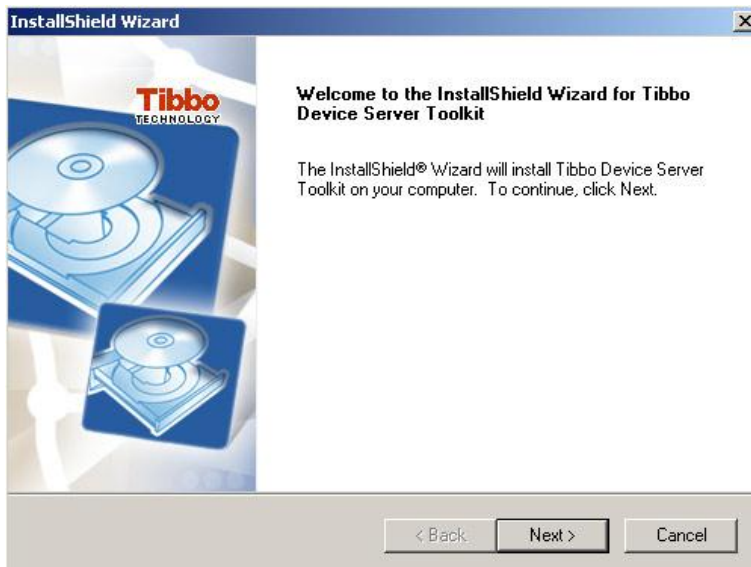 InstallShield Wizard
Tibbo
TECHNOLOGY
Welcome to the InstallShield Wizard for Tibbo
Device Server Toolkit
The InstallShield® Wizard will install Tibbo Device Server
Toolkit on your computer. To continue, click Next.
< Back
Next >
Cancel